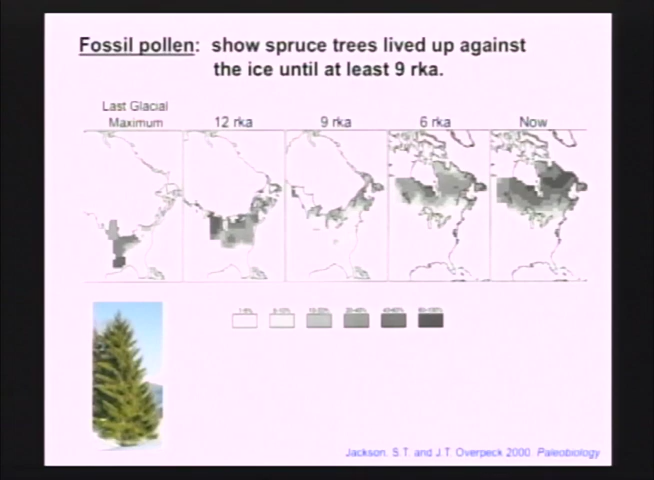 Fossil pollen: show spruce trees lived up against
the ice until at least 9 rka.
Last Glacial
Maximum
12 rka
9 rka
6 rka
Now
Jackson, S.T. and J.T. Overpeck 2000. Paleobiology